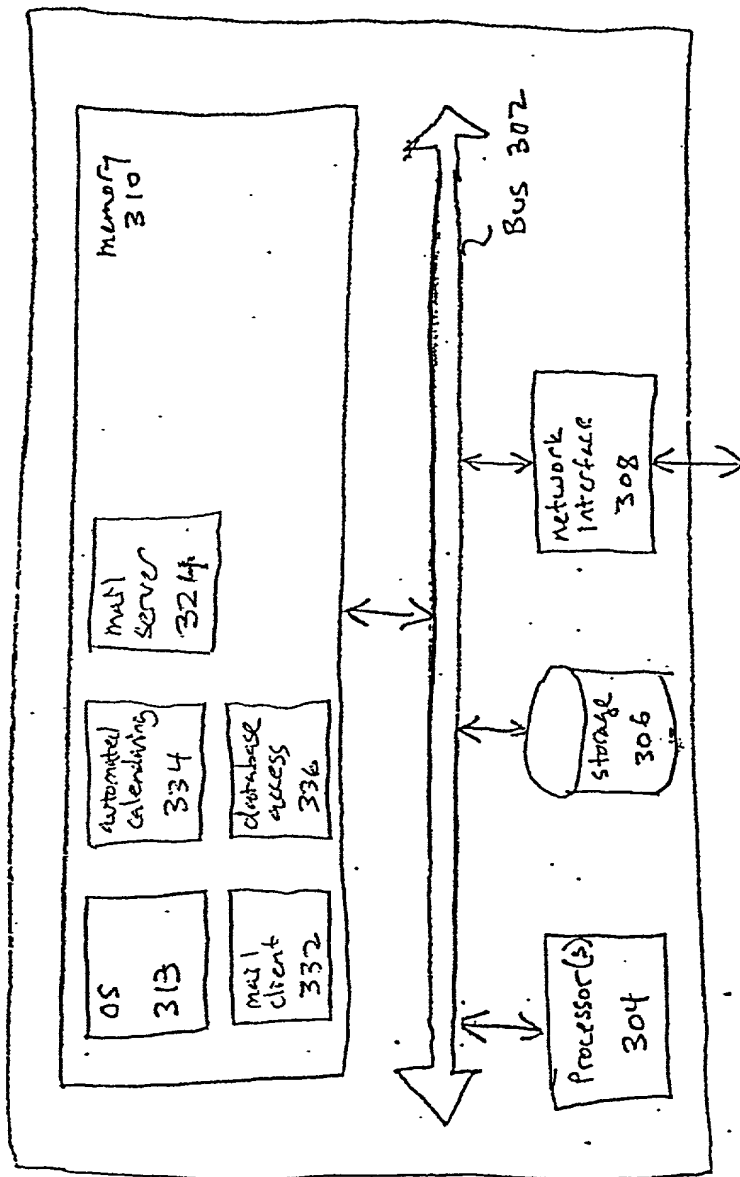 memory
310
OS
313
automated
calendaring
334
mail
server
324
mail
client
332
database
access
336
Bus 302
Processor(s)
304
storage
306
network
interface
308